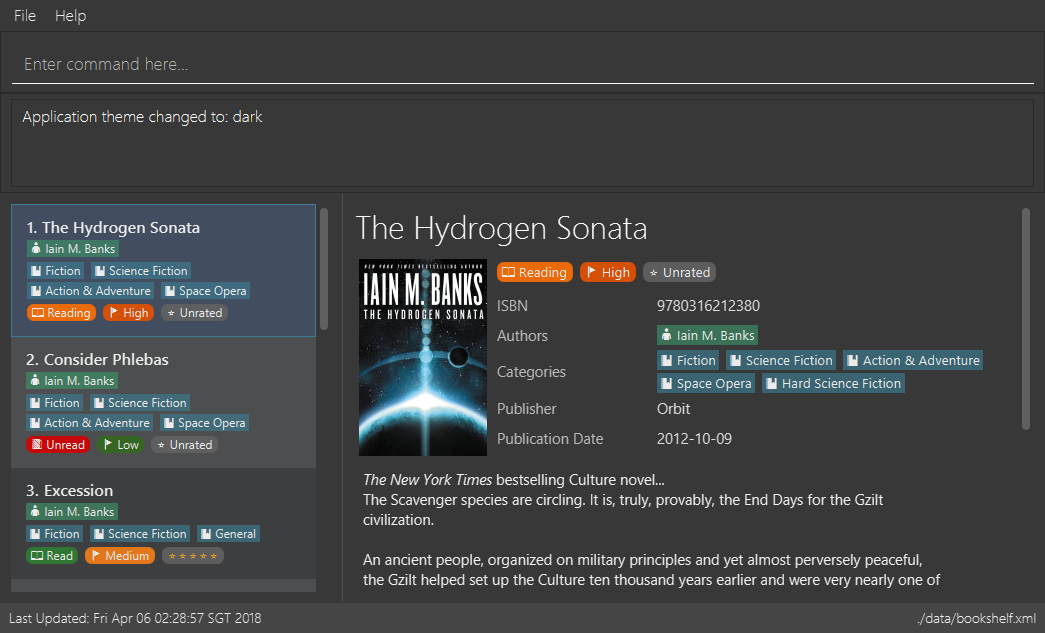 File Help
Enter command here...
Application theme changed to: dark
1. The Hydrogen Sonata
Iain M. Banks
Fiction Science Fiction
Action & Adventure Space Opera
Reading High Unrated
2. Consider Phlebas
Iain M. Banks
Fiction Science Fiction
Action & Adventure Space Opera
Unread Low Unrated
3. Excession
Iain M. Banks
Fiction Science Fiction General
Read Medium
The Hydrogen Sonata
NEW YORK TIMES BESTSELLING AUTHOR
IAIN M. BANKS
THE HYDROGEN SONATA
Reading High Unrated
ISBN 9780316212380
Authors Iain M. Banks
Categories Fiction Science Fiction Action & Adventure
Space Opera Hard Science Fiction
Publisher Orbit
Publication Date 2012-10-09
The New York Times bestselling Culture novel...
The Scavenger species are circling. It is, truly, provably, the End Days for the Gzilt
civilization.
An ancient people, organized on military principles and yet almost perversely peaceful,
the Gzilt helped set up the Culture ten thousand years earlier and were very nearly one of
Last Updated: Fri Apr 06 02:28:57 SGT 2018
./data/bookshelf.xml